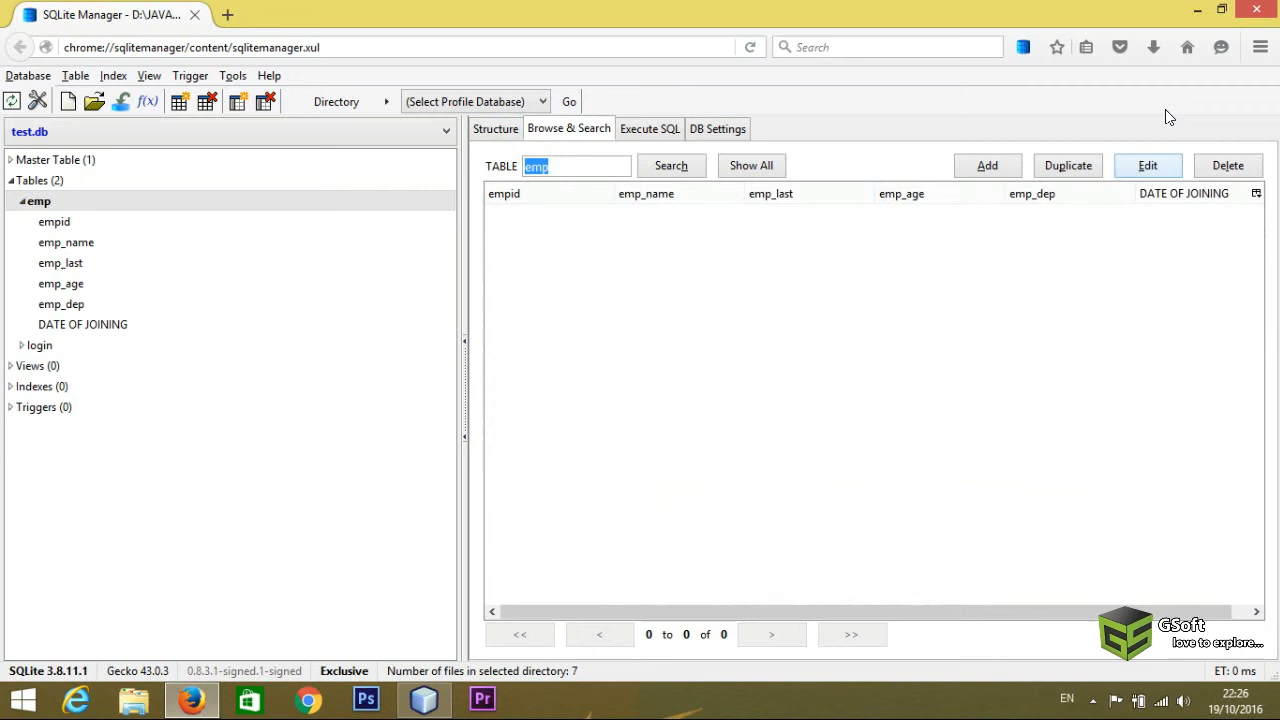 SQLite Manager - D:\JAVA...
chrome://sqlitemanager/content/sqlitemanager.xul
Search
Database Table Index View Trigger Tools Help
f(x)
Directory
(Select Profile Database)
Go
test.db
Master Table (1)
Tables (2)
emp
empid
emp_name
emp_last
emp_age
emp_dep
DATE OF JOINING
login
Views (0)
Indexes (0)
Triggers (0)
Structure Browse & Search Execute SQL DB Settings
TABLE emp Search Show All Add Duplicate Edit Delete
empid emp_name emp_last emp_age emp_dep DATE OF JOINING
<< < 0 to 0 of 0 > >>
GS GSoft
love to explore...
SQLite 3.8.11.1 Gecko 43.0.3 0.8.3.1-signed.1-signed Exclusive Number of files in selected directory: 7 ET: 0 ms
Ps Pr
EN
22:26
19/10/2016